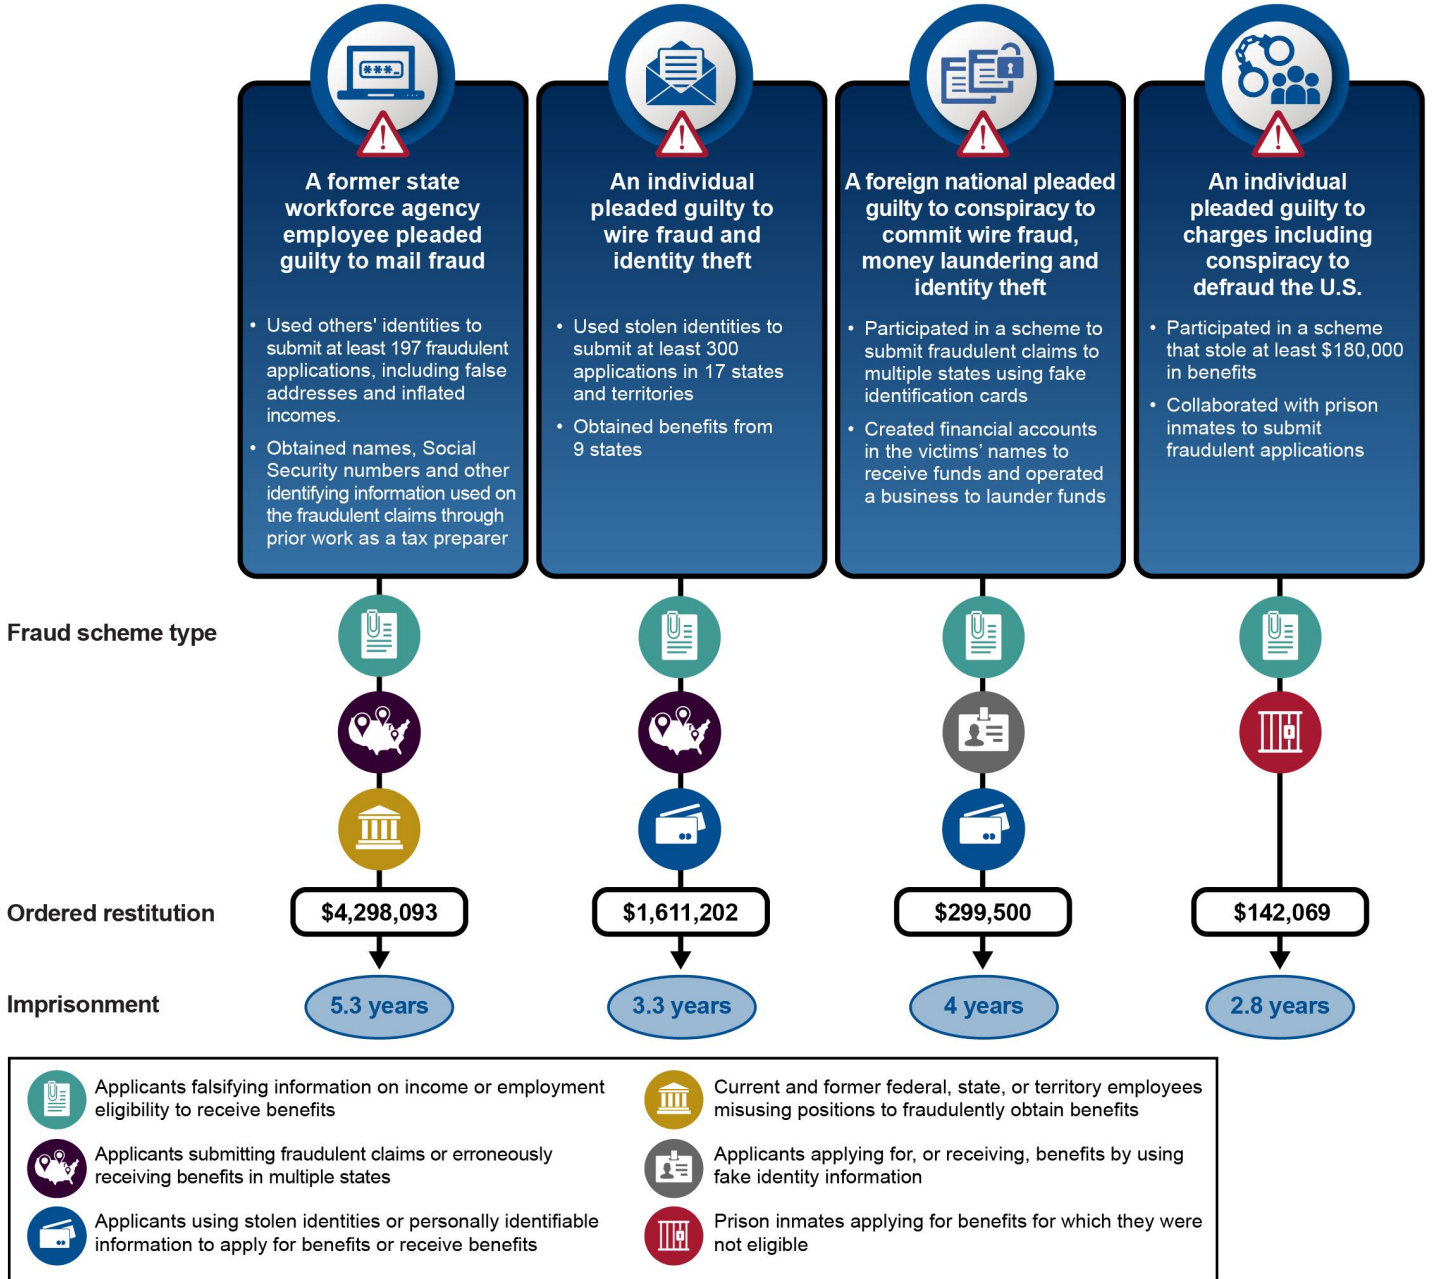 ***_
A former state
workforce agency
employee pleaded
guilty to mail fraud
• Used others' identities to
submit at least 197 fraudulent
applications, including false
addresses and inflated
incomes.
• Obtained names, Social
Security numbers and other
identifying information used on
the fraudulent claims through
prior work as a tax preparer
An individual
pleaded guilty to
wire fraud and
identity theft
• Used stolen identities to
submit at least 300
applications in 17 states
and territories
• Obtained benefits from
9 states
A foreign national pleaded
guilty to conspiracy to
commit wire fraud,
money laundering and
identity theft
• Participated in a scheme to
submit fraudulent claims to
multiple states using fake
identification cards
• Created financial accounts
in the victims’ names to
receive funds and operated
a business to launder funds
An individual
pleaded guilty to
charges including
conspiracy to
defraud the U.S.
• Participated in a scheme
that stole at least $180,000
in benefits
• Collaborated with prison
inmates to submit
fraudulent applications
Fraud scheme type
Ordered restitution
$4,298,093
$1,611,202
$299,500
$142,069
Imprisonment
5.3 years
3.3 years
4 years
2.8 years
Applicants falsifying information on income or employment
eligibility to receive benefits
Applicants submitting fraudulent claims or erroneously
receiving benefits in multiple states
Applicants using stolen identities or personally identifiable
information to apply for benefits or receive benefits
Current and former federal, state, or territory employees
misusing positions to fraudulently obtain benefits
Applicants applying for, or receiving, benefits by using
fake identity information
Prison inmates applying for benefits for which they were
not eligible